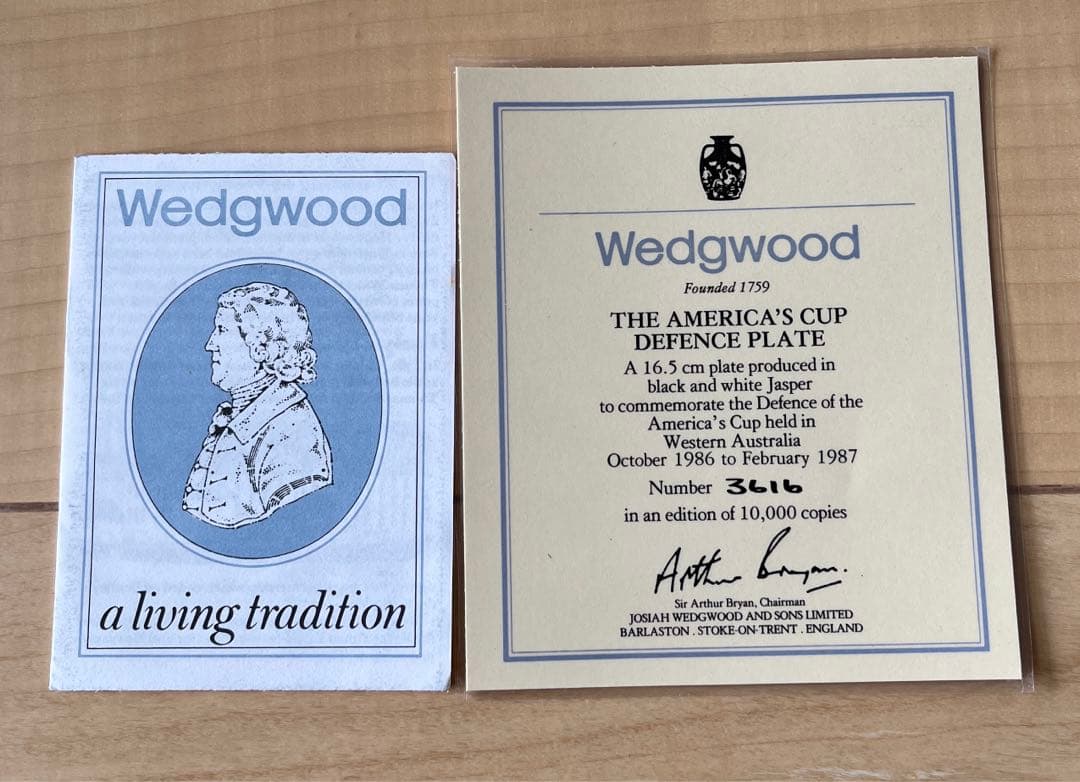 Wedgwood
a living tradition
Wedgwood
Founded 1759
THE AMERICA'S CUP
DEFENCE PLATE
A 16.5 cm plate produced in
black and white Jasper
to commemorate the Defence of the
America's Cup held in
Western Australia
October 1986 to February 1987
Number 3616
in an edition of 10,000 copies
Arthur Bryan.
Sir Arthur Bryan, Chairman
JOSIAH WEDGWOOD AND SONS LIMITED
BARLASTON . STOKE-ON-TRENT . ENGLAND